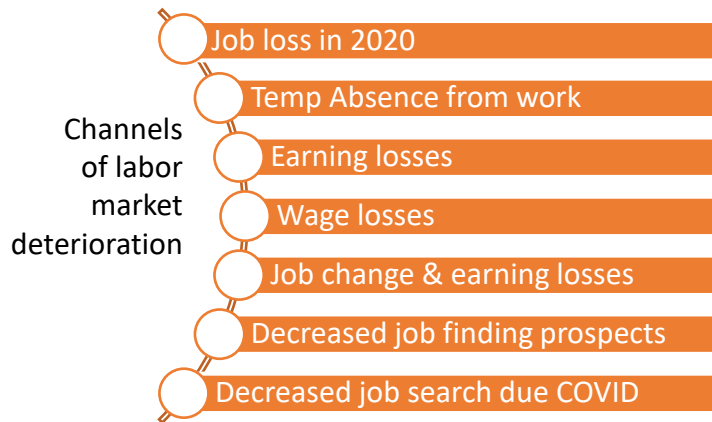 Job loss in 2020
Temp Absence from work
Channels
of labor
market
deterioration
Earning losses
Wage losses
Job change & earning losses
Decreased job finding prospects
Decreased job search due COVID